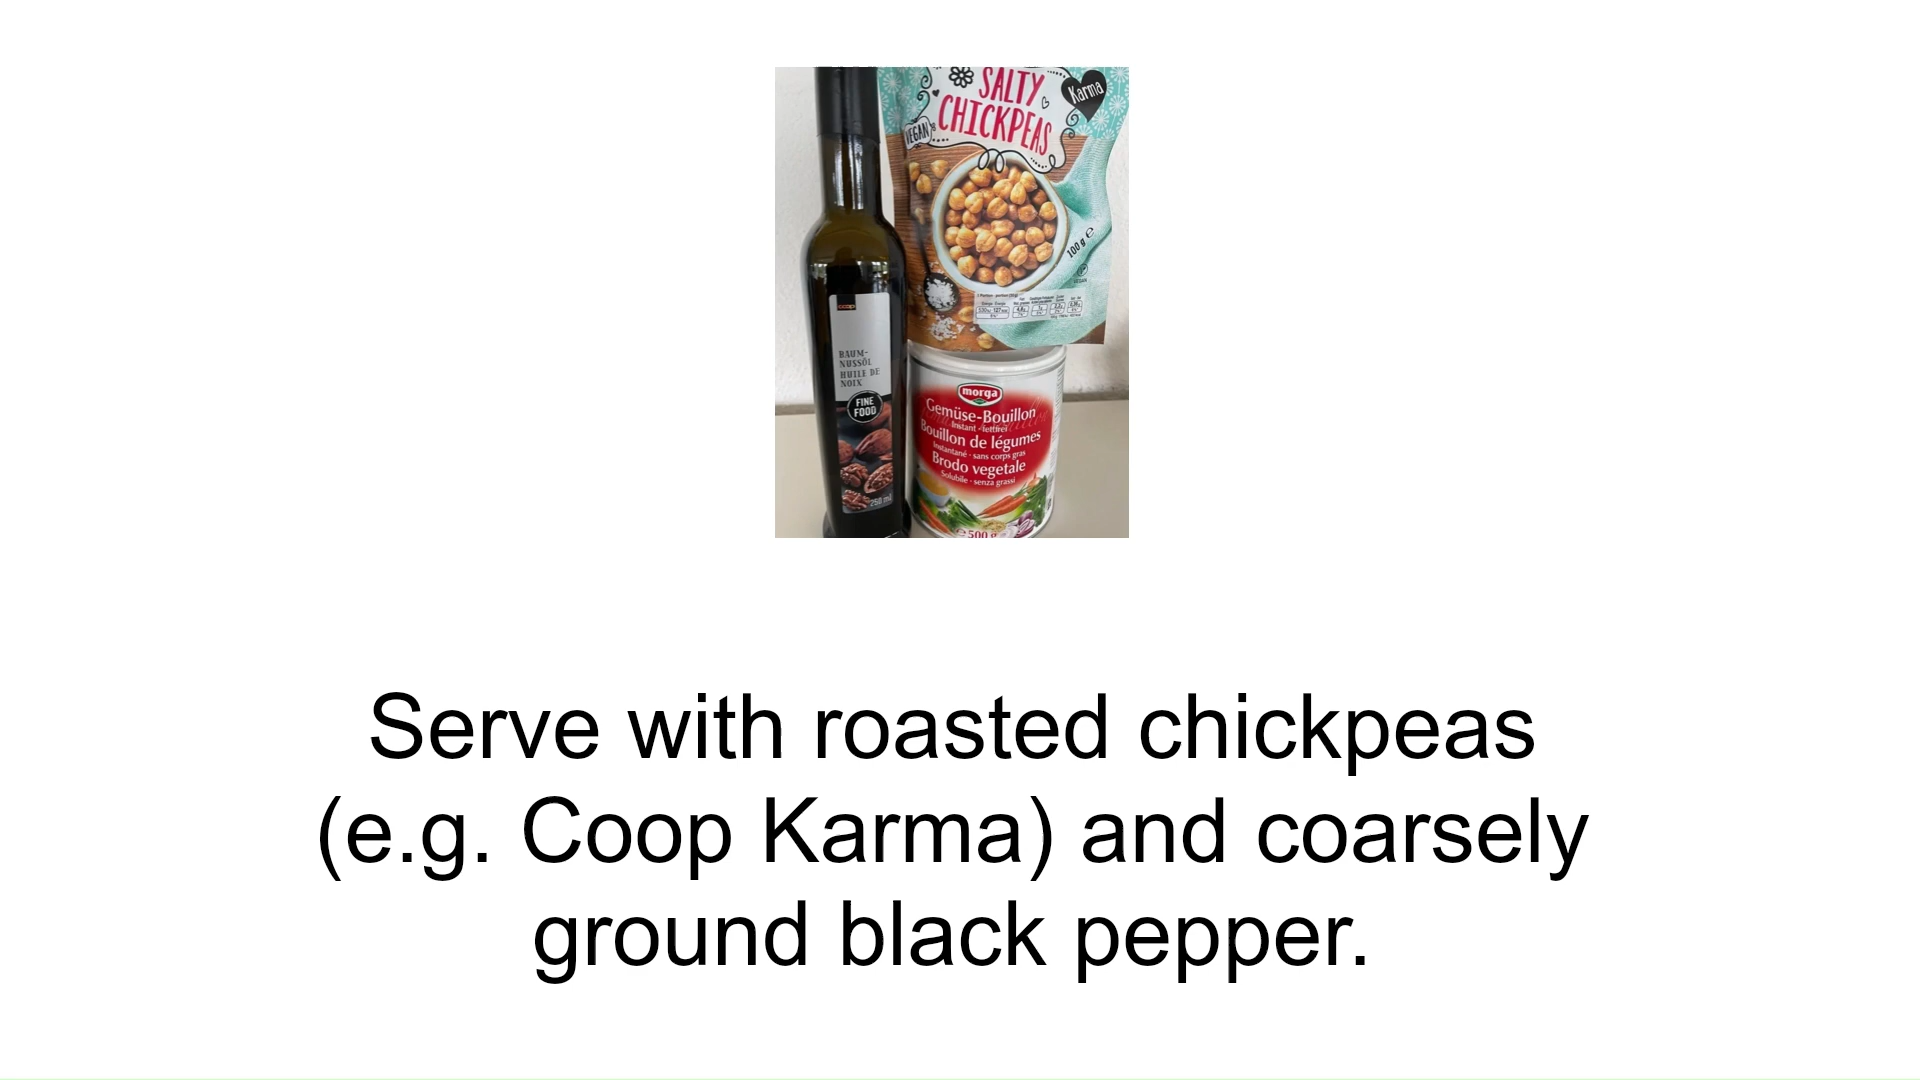 SALTY
CHICKPEAS
Karma
VEGAN
100 g e
VEGAN
coop
BAUM-
NUSSÖL
HUILE DE
NOIX
FINE
FOOD
250 ml
morga
Gemüse-Bouillon
Instant - fettfrei
Bouillon de légumes
Instantané - sans corps gras
Brodo vegetale
Solubile - senza grassi
e 500 g
Serve with roasted chickpeas
(e.g. Coop Karma) and coarsely
ground black pepper.